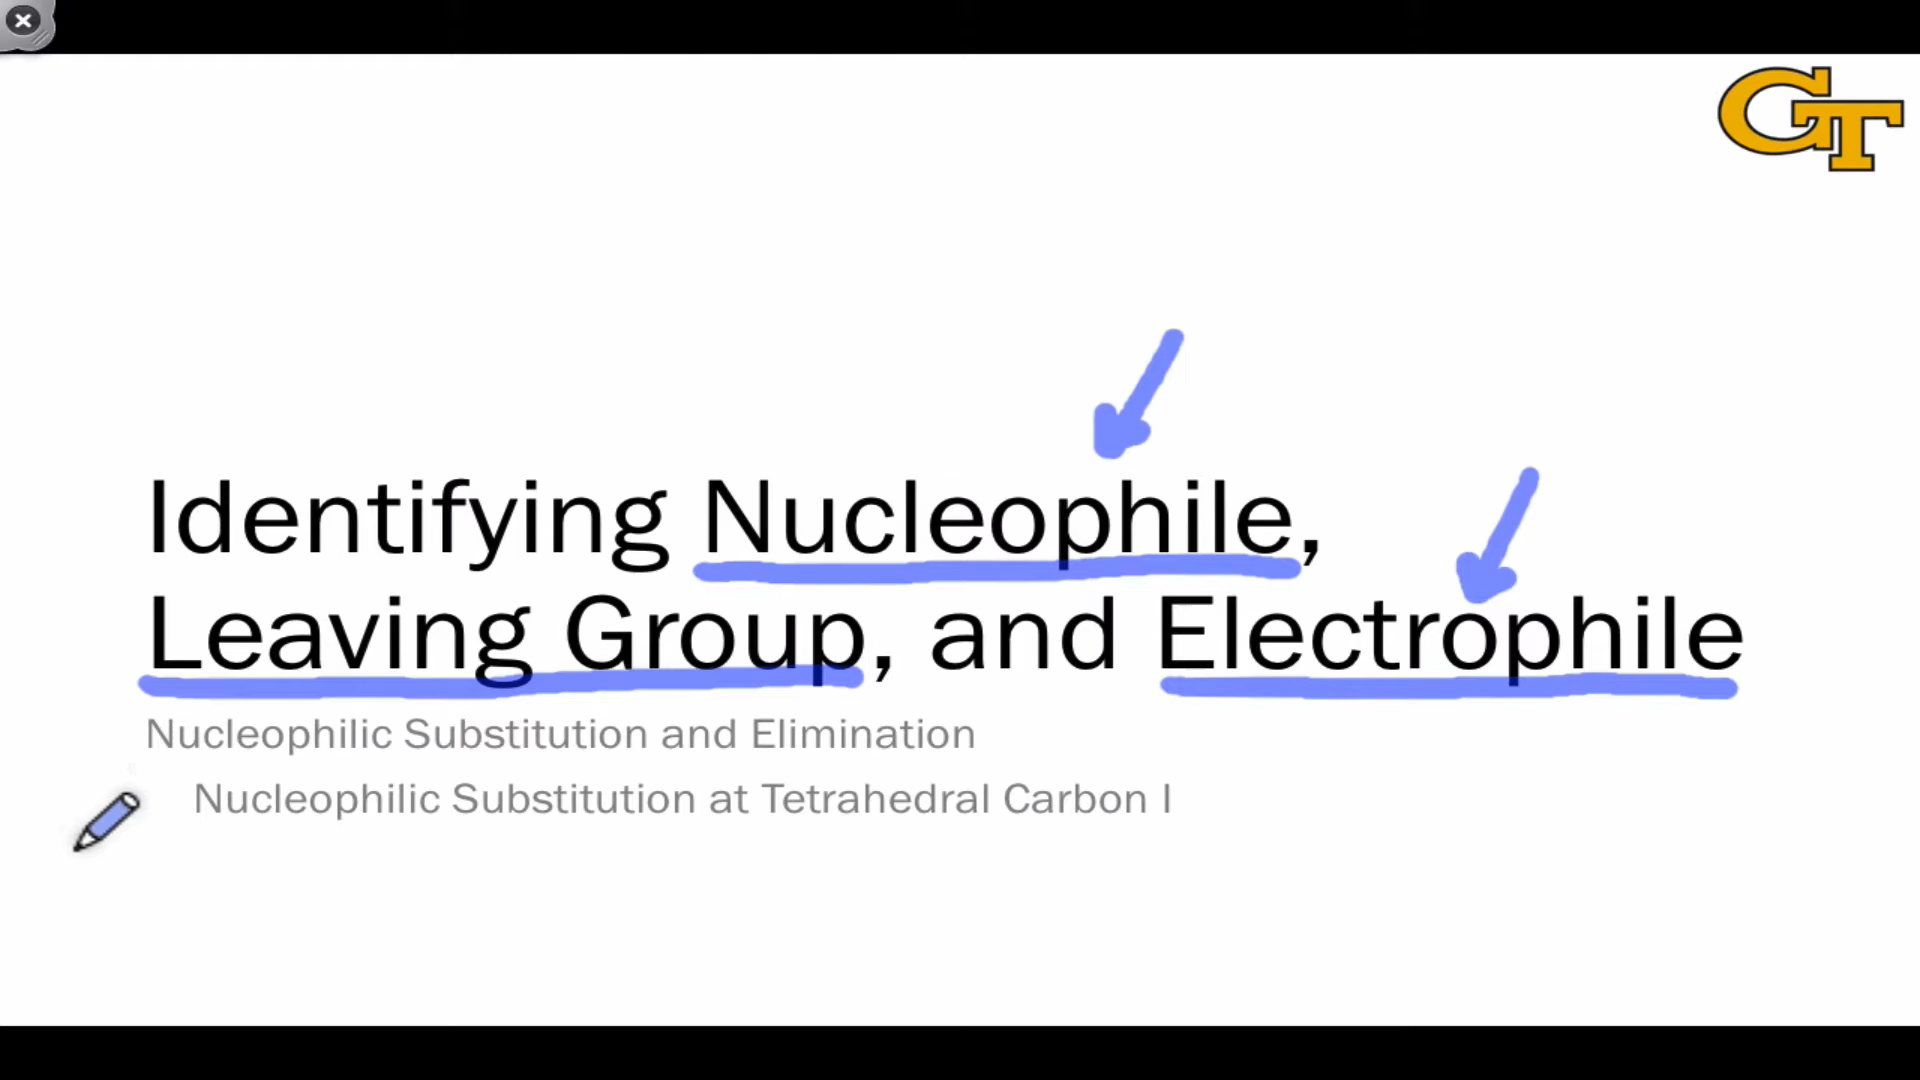 GT
Identifying Nucleophile,
Leaving Group, and Electrophile
Nucleophilic Substitution and Elimination
Nucleophilic Substitution at Tetrahedral Carbon I